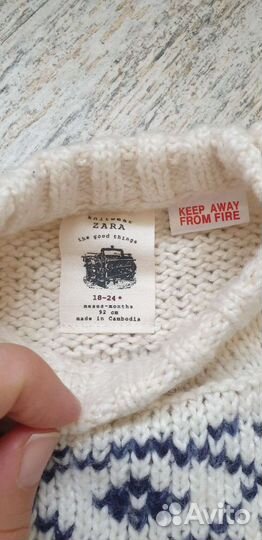 knitwear
ZARA
the good things
18-24
meses-months
92 cm
made in Cambodia
KEEP AWAY
FROM FIRE
Avito